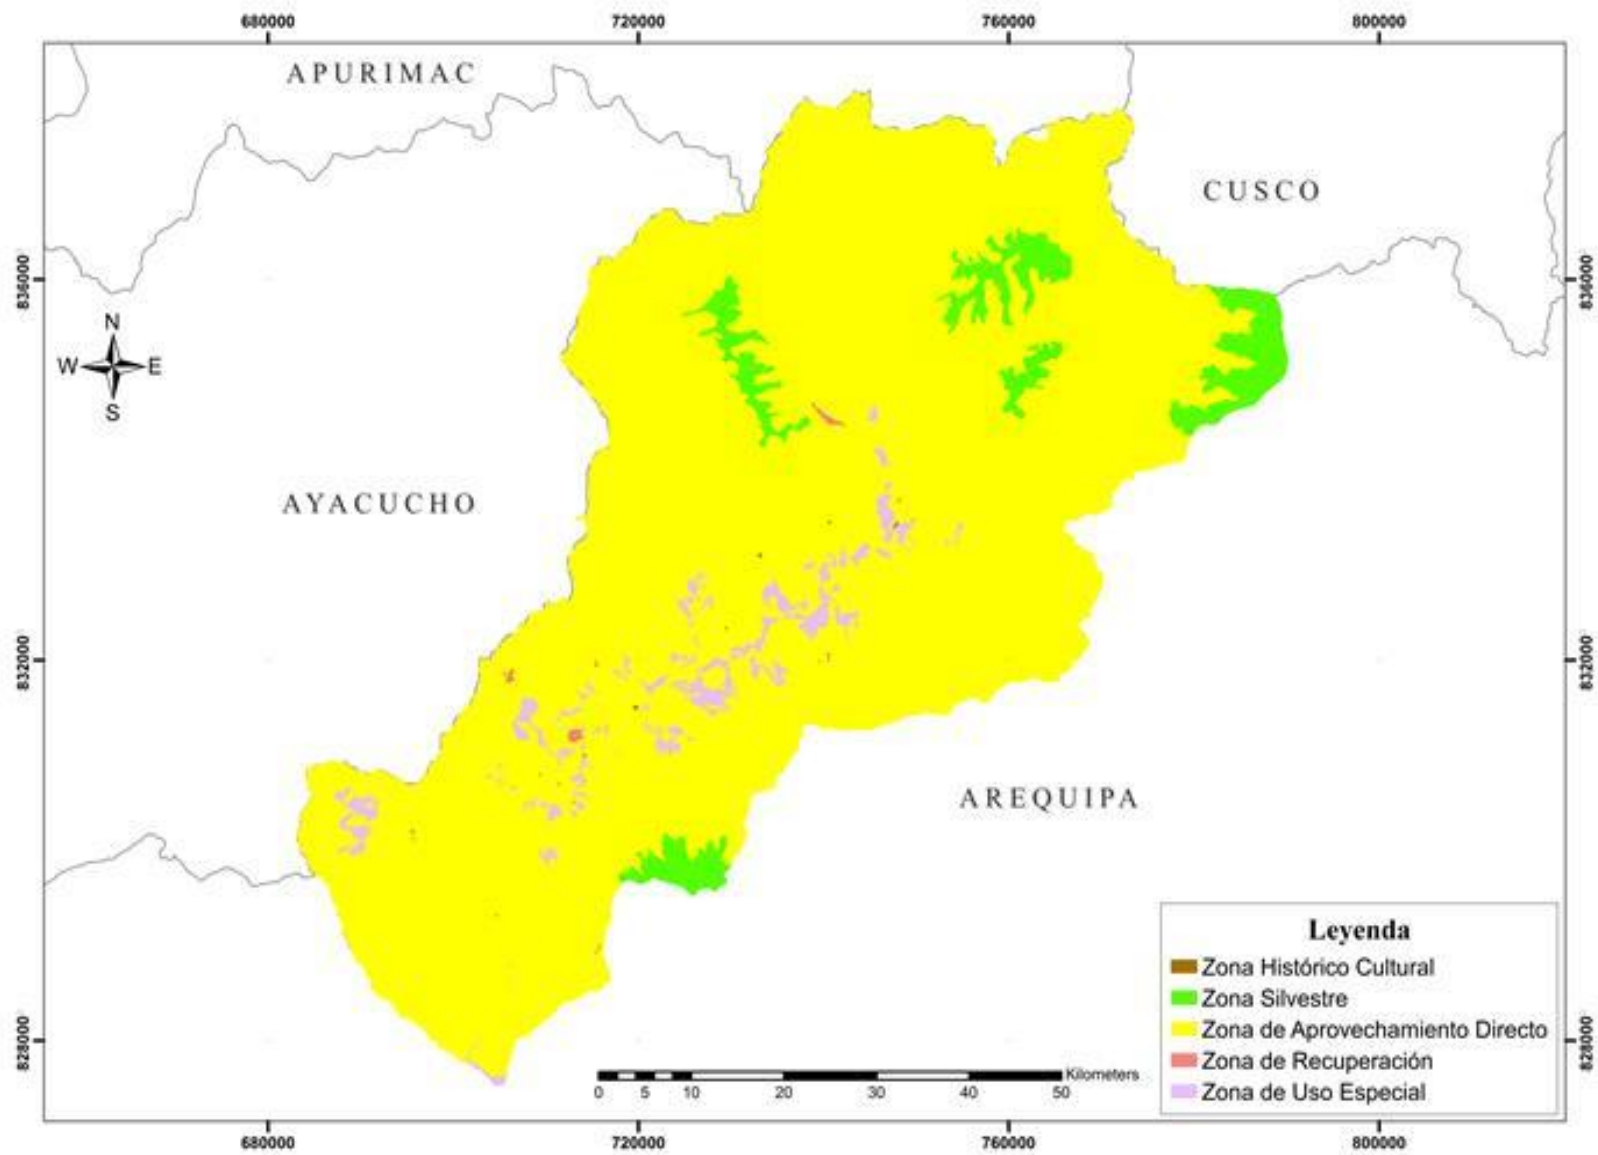 680000 720000 760000 800000
APURIMAC
CUSCO
836000 836000
N
W E
S
AYACUCHO
832000 832000
AREQUIPA
Leyenda
Zona Histórico Cultural
Zona Silvestre
Zona de Aprovechamiento Directo
Zona de Recuperación
Zona de Uso Especial
828000 828000
Kilometers
0 5 10 20 30 40 50
680000 720000 760000 800000